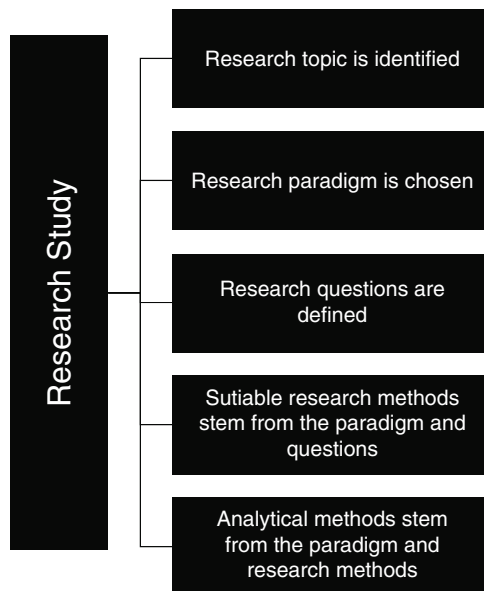 Research Study
Research topic is identified
Research paradigm is chosen
Research questions are
defined
Sutiable research methods
stem from the paradigm and
questions
Analytical methods stem
from the paradigm and
research methods